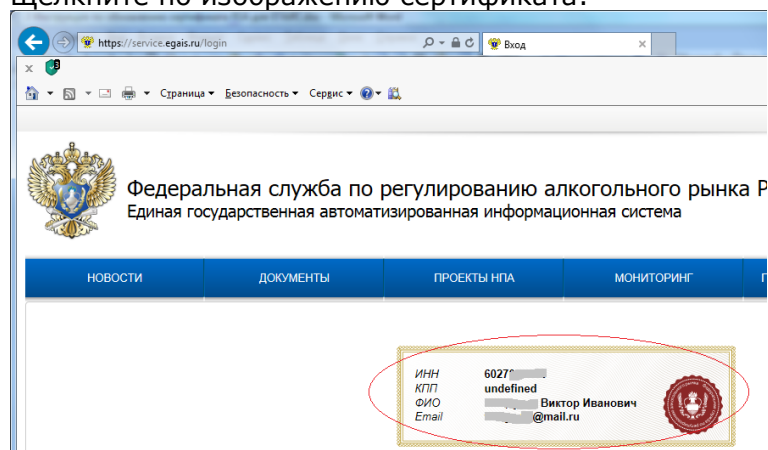 Щелкните по изображению сертификата.
https://service.egais.ru/login
Вход
Страница Безопасность Сервис
Федеральная служба по регулированию алкогольного рынка Р
Единая государственная автоматизированная информационная система
НОВОСТИ ДОКУМЕНТЫ ПРОЕКТЫ НПА МОНИТОРИНГ
ИНН 6027
КПП undefined
ФИО Виктор Иванович
Email @mail.ru